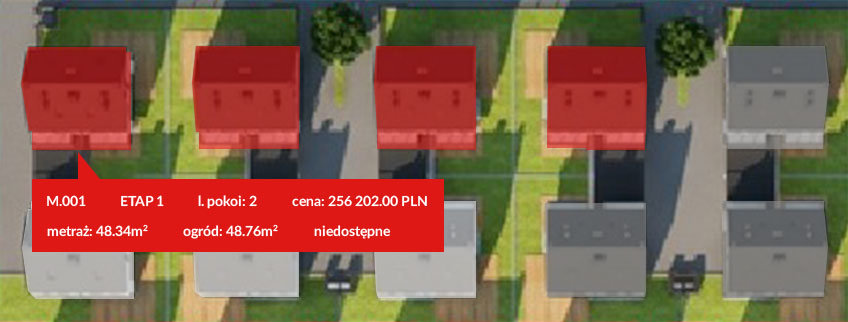 M.001 ETAP 1 l. pokoi: 2 cena: 256 202.00 PLN
metraż: 48.34m² ogród: 48.76m² niedostępne